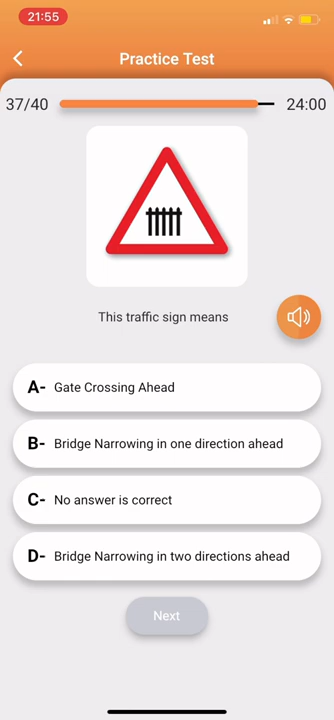 21:55
Practice Test
37/40
24:00
This traffic sign means
A- Gate Crossing Ahead
B- Bridge Narrowing in one direction ahead
C- No answer is correct
D- Bridge Narrowing in two directions ahead
Next